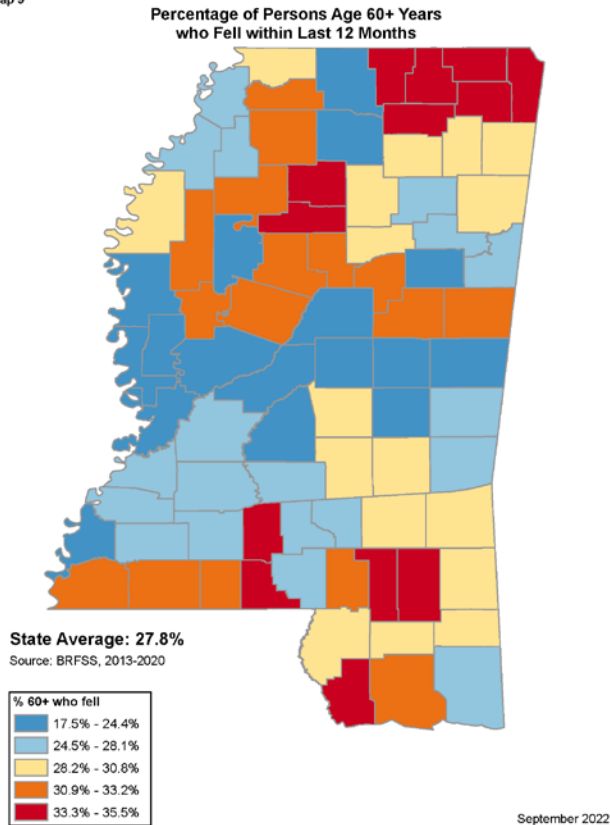 Percentage of Persons Age 60+ Years
who Fell within Last 12 Months
State Average: 27.8%
Source: BRFSS, 2013-2020
% 60+ who fell
17.5% - 24.4%
24.5% - 28.1%
28.2% - 30.8%
30.9% - 33.2%
33.3% - 35.5%
September 2022